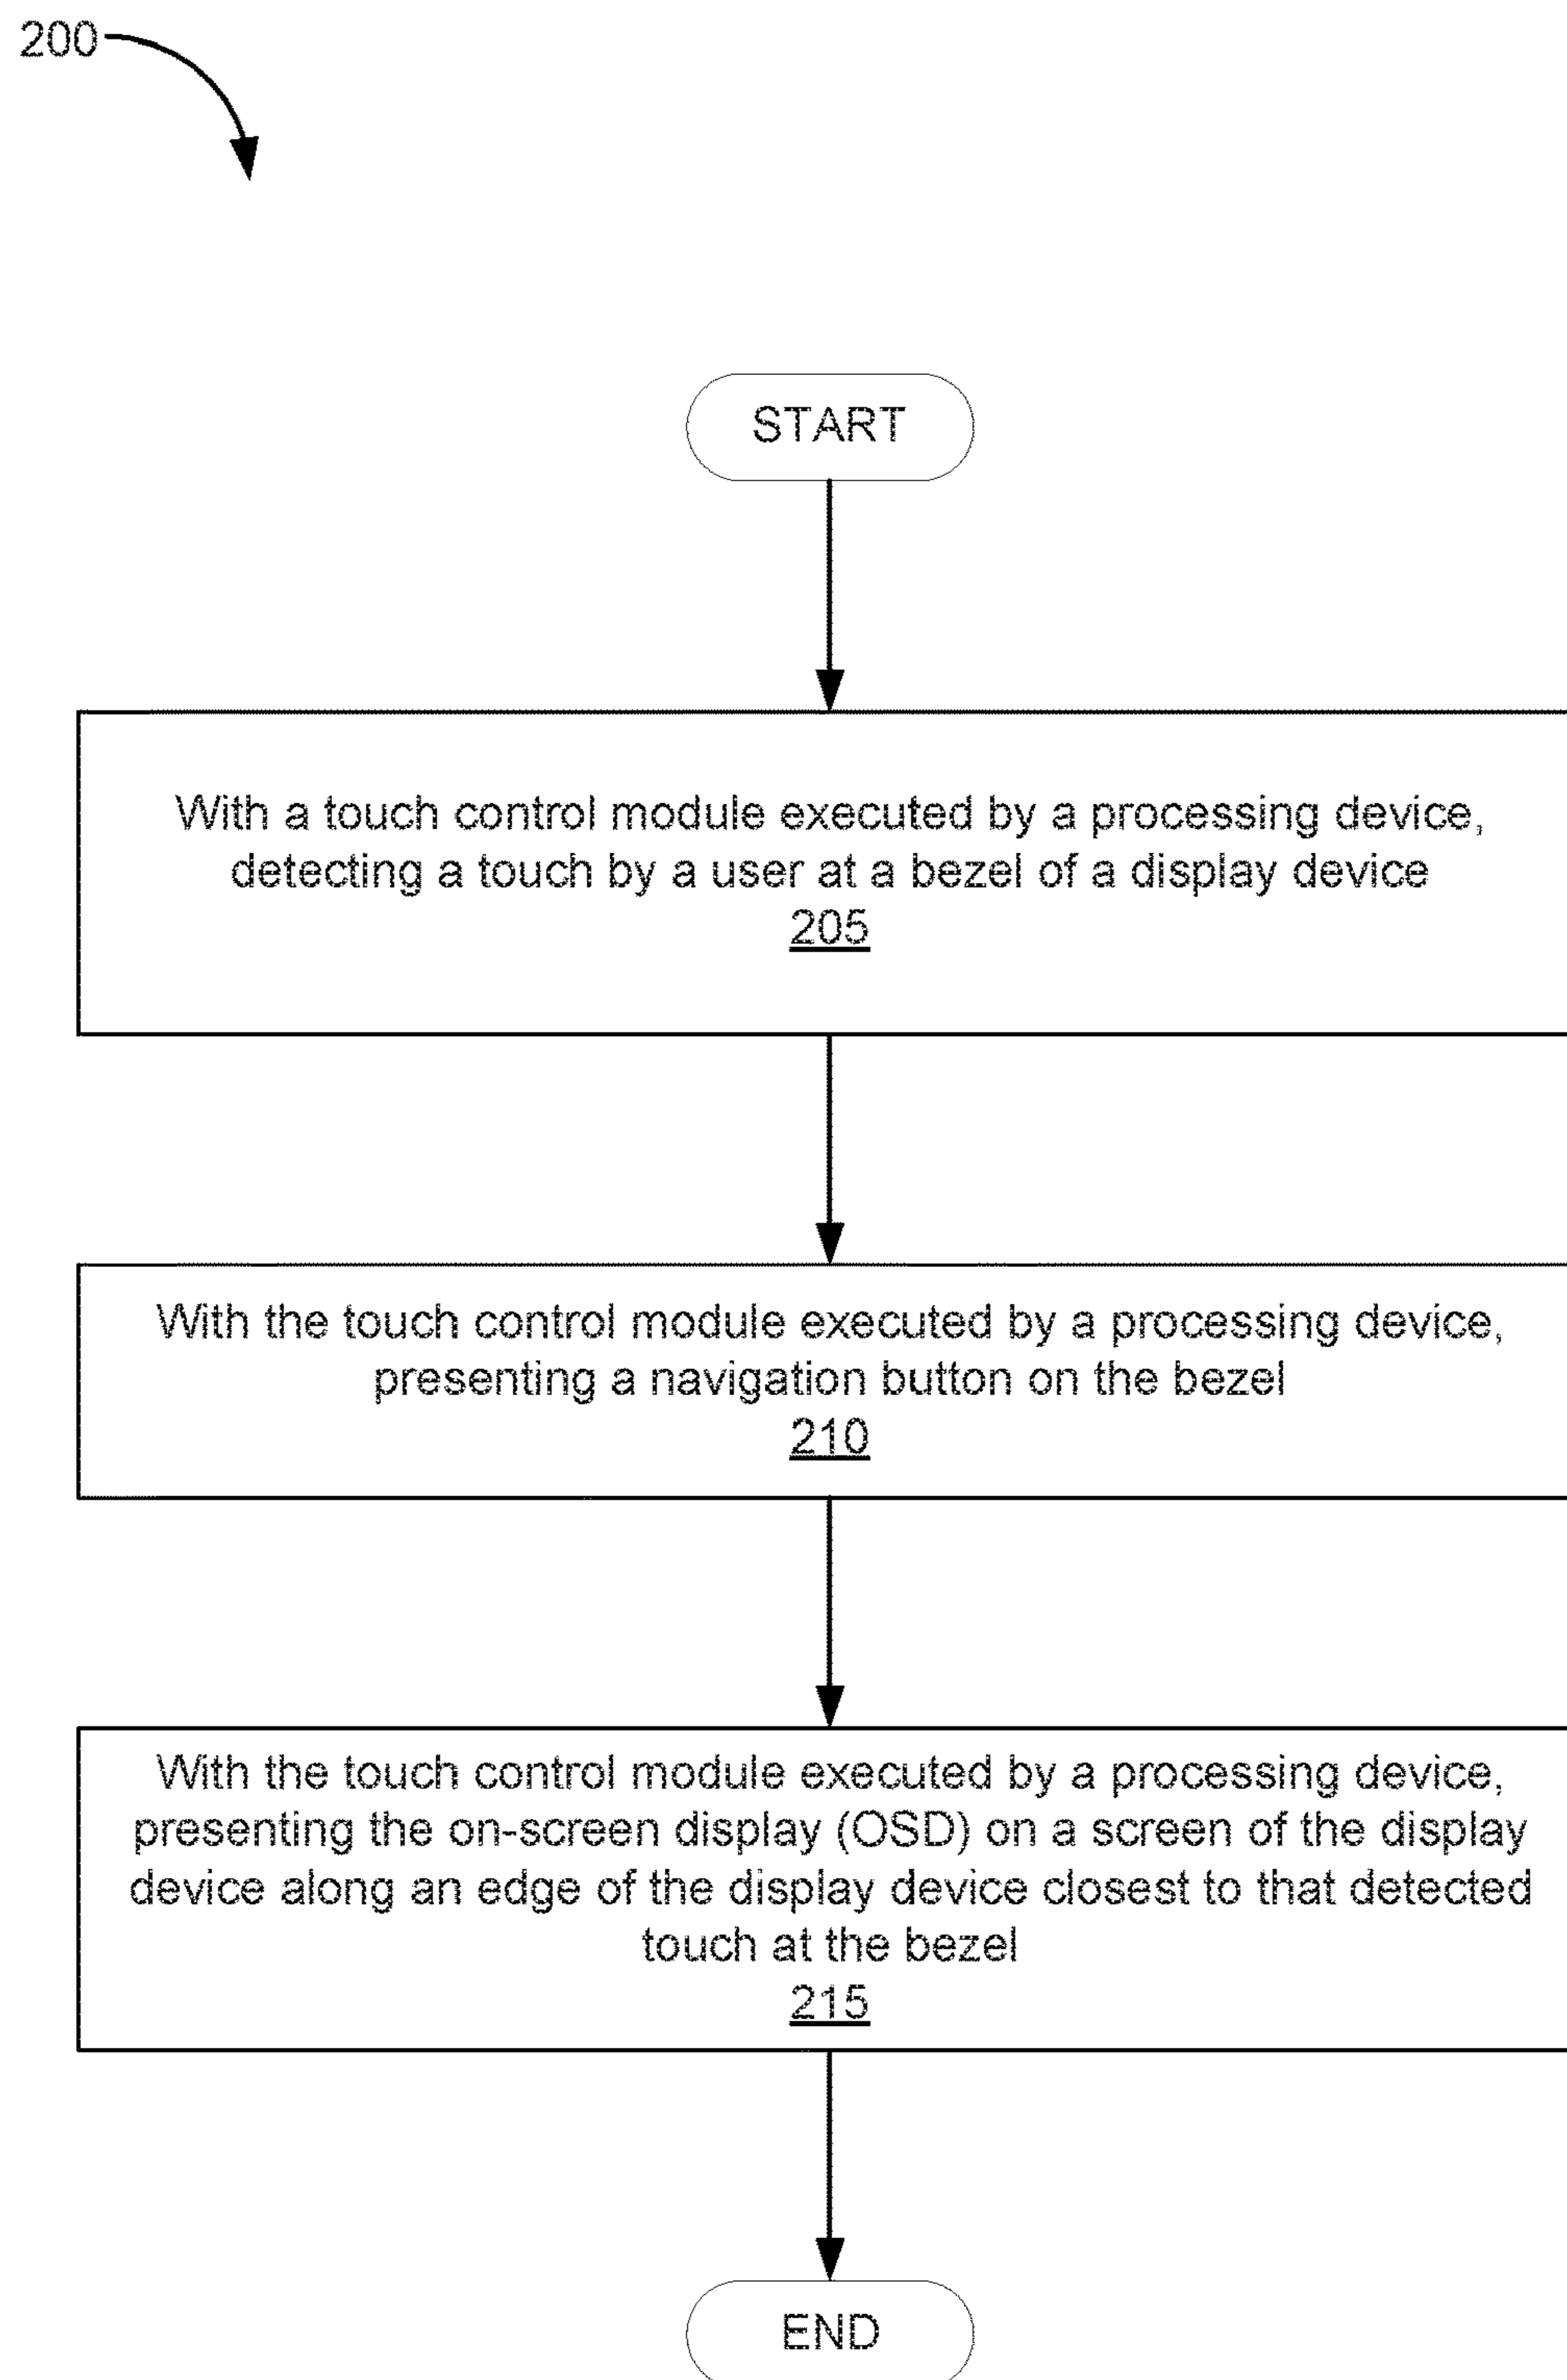 200
START
With a touch control module executed by a processing device,
detecting a touch by a user at a bezel of a display device
205
With the touch control module executed by a processing device,
presenting a navigation button on the bezel
210
With the touch control module executed by a processing device,
presenting the on-screen display (OSD) on a screen of the display
device along an edge of the display device closest to that detected
touch at the bezel
215
END